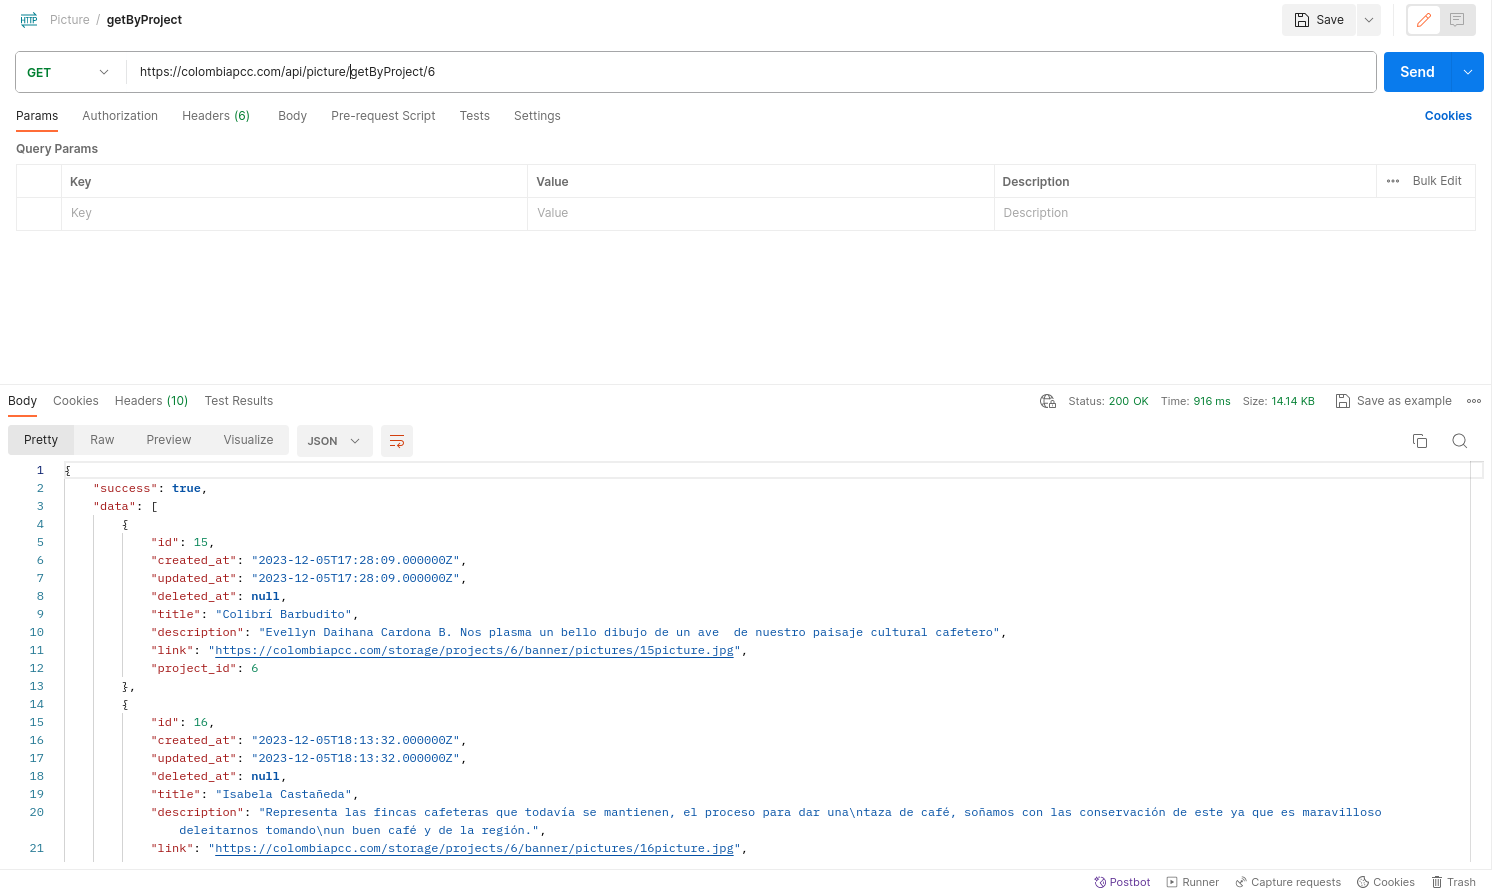 HTTP Picture / getByProject Save
GET https://colombiapcc.com/api/picture/getByProject/6 Send
Params Authorization Headers (6) Body Pre-request Script Tests Settings Cookies
Query Params
Key Value Description Bulk Edit
Key Value Description
Body Cookies Headers (10) Test Results Status: 200 OK Time: 916 ms Size: 14.14 KB Save as example
Pretty Raw Preview Visualize JSON
1 {
2 "success": true,
3 "data": [
4 {
5 "id": 15,
6 "created_at": "2023-12-05T17:28:09.000000Z",
7 "updated_at": "2023-12-05T17:28:09.000000Z",
8 "deleted_at": null,
9 "title": "Colibrí Barbudito",
10 "description": "Evellyn Daihana Cardona B. Nos plasma un bello dibujo de un ave  de nuestro paisaje cultural cafetero",
11 "link": "https://colombiapcc.com/storage/projects/6/banner/pictures/15picture.jpg",
12 "project_id": 6
13 },
14 {
15 "id": 16,
16 "created_at": "2023-12-05T18:13:32.000000Z",
17 "updated_at": "2023-12-05T18:13:32.000000Z",
18 "deleted_at": null,
19 "title": "Isabela Castañeda",
20 "description": "Representa las fincas cafeteras que todavía se mantienen, el proceso para dar una\ntaza de café, soñamos con las conservación de este ya que es maravilloso
deleitarnos tomando\nun buen café y de la región.",
21 "link": "https://colombiapcc.com/storage/projects/6/banner/pictures/16picture.jpg",
Postbot Runner Capture requests Cookies Trash